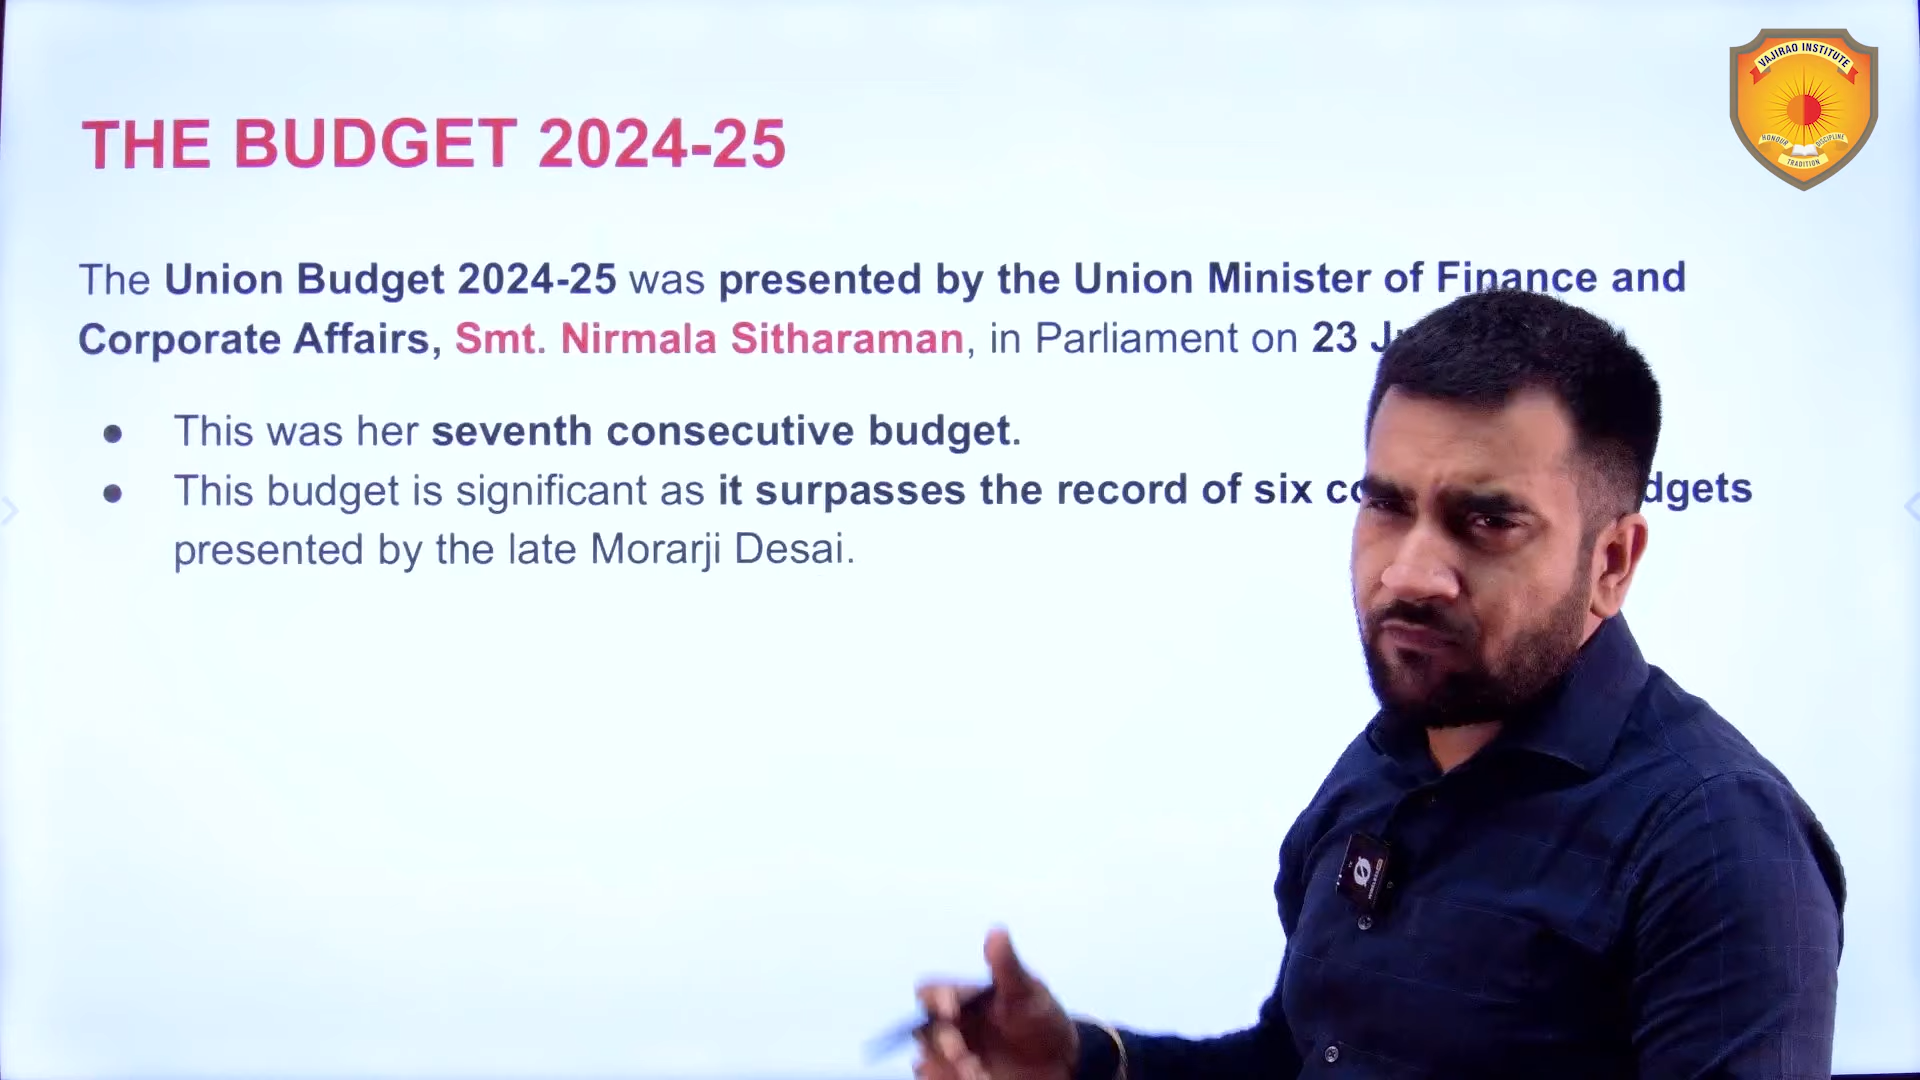 VAJIRAO INSTITUTE
HONOUR DISCIPLINE
TRADITION
THE BUDGET 2024-25
The Union Budget 2024-25 was presented by the Union Minister of Finance and
Corporate Affairs, Smt. Nirmala Sitharaman, in Parliament on 23
● This was her seventh consecutive budget.
● This budget is significant as it surpasses the record of six
presented by the late Morarji Desai.